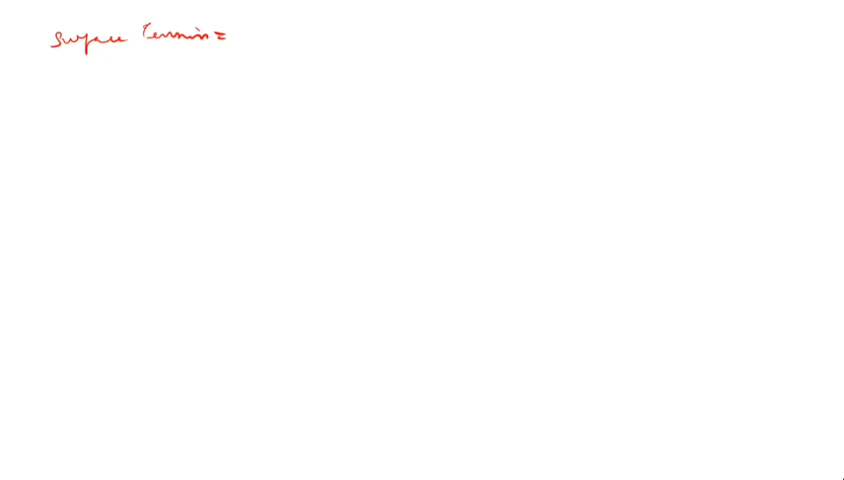 Surface Tension =